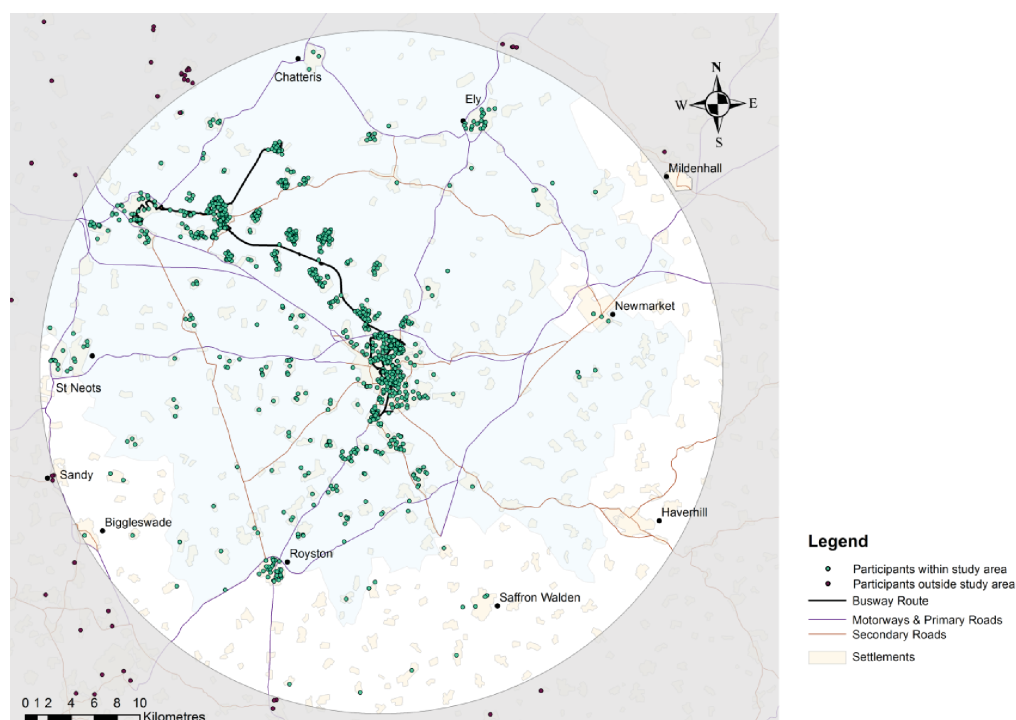 Chatteris
Ely
N
W E
S
Mildenhall
Newmarket
St Neots
Sandy
Biggleswade
Haverhill
Royston
Saffron Walden
Legend
Participants within study area
Participants outside study area
Busway Route
Motorways & Primary Roads
Secondary Roads
Settlements
0 1 2 4 6 8 10
Kilometres